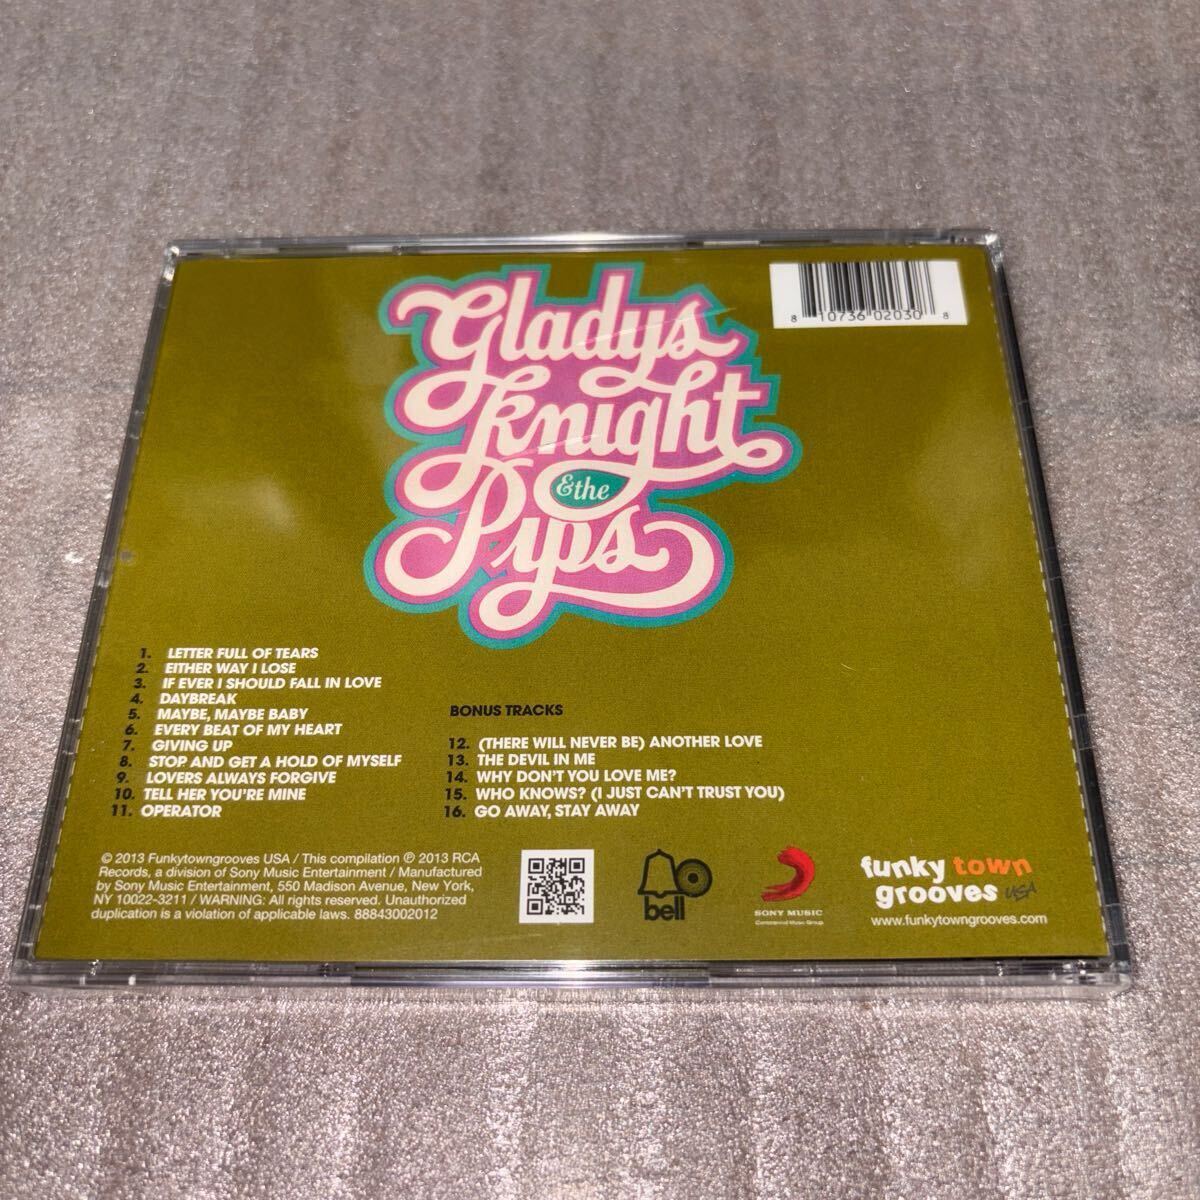 Gladys
Knight
& the
Pips
8 10736 02030 8
1. LETTER FULL OF TEARS
2. EITHER WAY I LOSE
3. IF EVER I SHOULD FALL IN LOVE
4. DAYBREAK
5. MAYBE, MAYBE BABY
6. EVERY BEAT OF MY HEART
7. GIVING UP
8. STOP AND GET A HOLD OF MYSELF
9. LOVERS ALWAYS FORGIVE
10. TELL HER YOU'RE MINE
11. OPERATOR
BONUS TRACKS
12. (THERE WILL NEVER BE) ANOTHER LOVE
13. THE DEVIL IN ME
14. WHY DON'T YOU LOVE ME?
15. WHO KNOWS? (I JUST CAN'T TRUST YOU)
16. GO AWAY, STAY AWAY
© 2013 Funkytowngrooves USA / This compilation ℗ 2013 RCA
Records, a division of Sony Music Entertainment / Manufactured
by Sony Music Entertainment, 550 Madison Avenue, New York,
NY 10022-3211 / WARNING: All rights reserved. Unauthorized
duplication is a violation of applicable laws. 88843002012
bell
SONY MUSIC
Commercial Music Group
funky town
grooves USA
www.funkytowngrooves.com